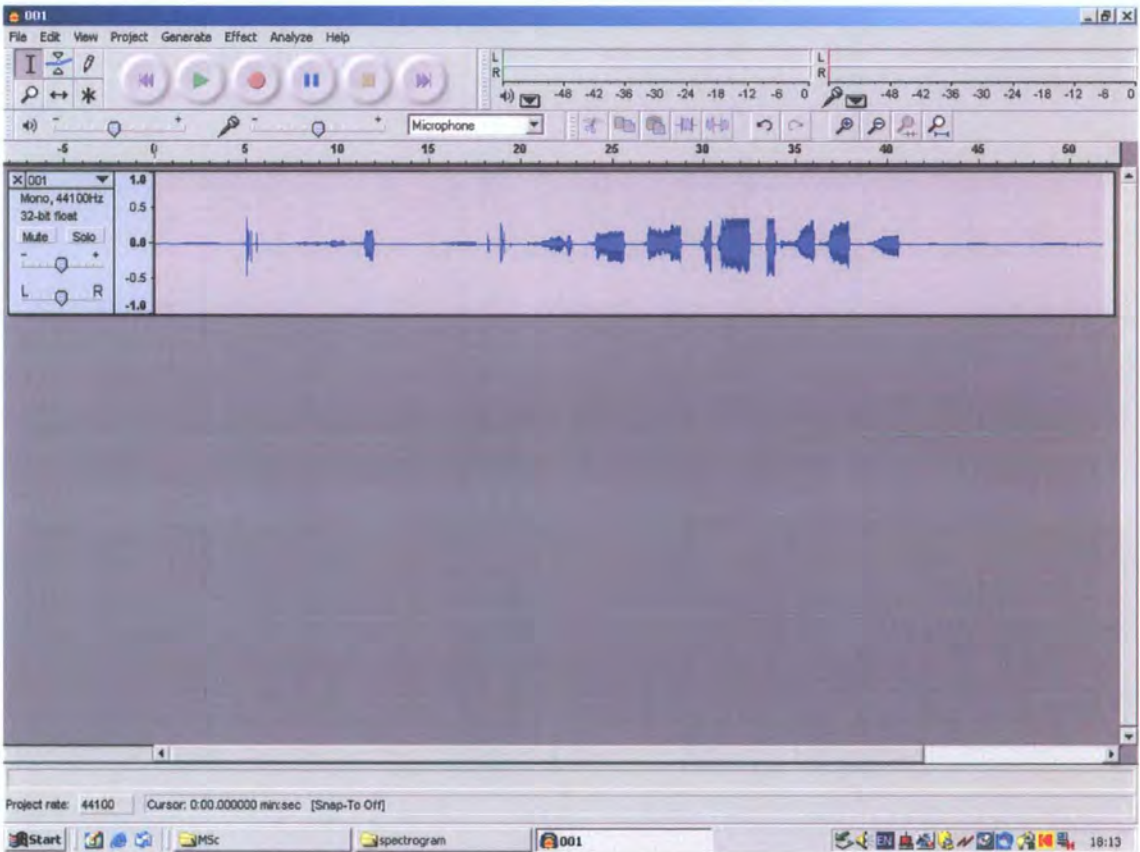 001
File Edit View Project Generate Effect Analyze Help
L
R
-48 -42 -36 -30 -24 -18 -12 -6 0
L
R
-48 -42 -36 -30 -24 -18 -12 -6 0
Microphone
-5 0 5 10 15 20 25 30 35 40 45 50
X 001
Mono, 44100Hz
32-bit float
Mute Solo
- +
L R
1.0
0.5
0.0
-0.5
-1.0
Project rate: 44100 Cursor: 0:00.000000 min:sec [Snap-To Off]
Start MSc spectrogram 001 EN 18:13